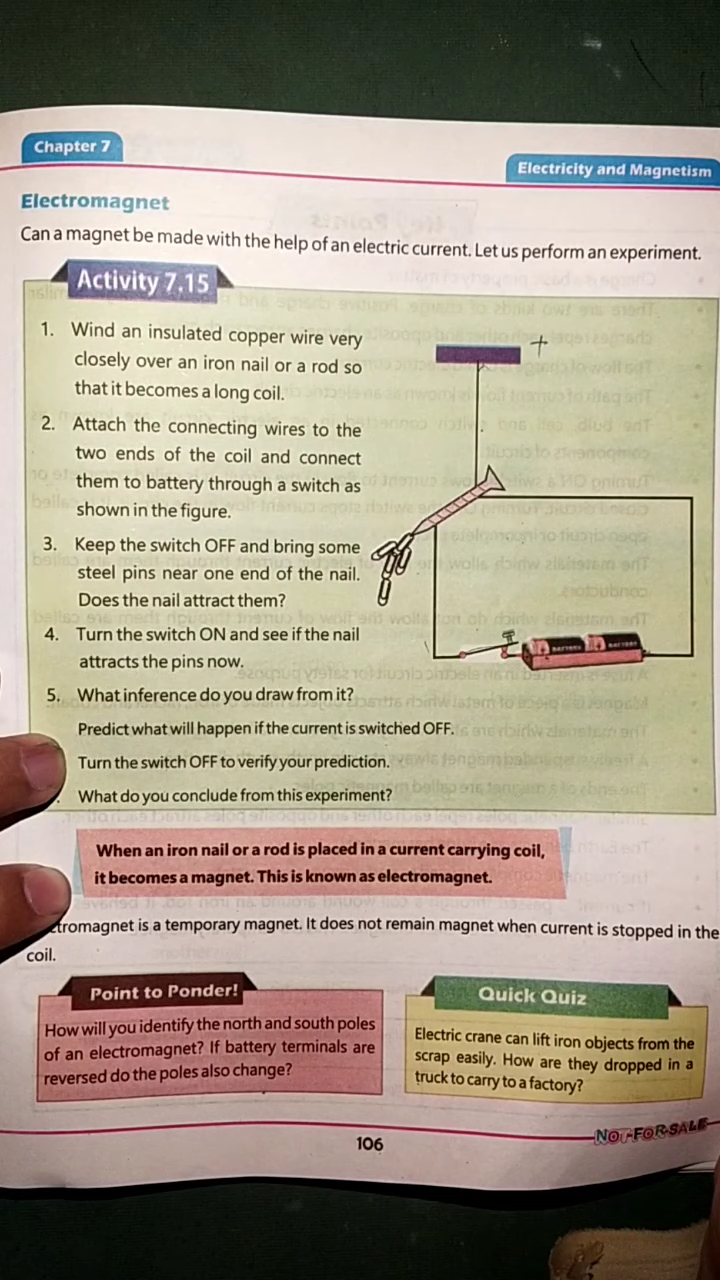 Chapter 7
Electricity and Magnetism
Electromagnet
Can a magnet be made with the help of an electric current. Let us perform an experiment.
Activity 7.15
1. Wind an insulated copper wire very
closely over an iron nail or a rod so
that it becomes a long coil.
2. Attach the connecting wires to the
two ends of the coil and connect
them to battery through a switch as
shown in the figure.
3. Keep the switch OFF and bring some
steel pins near one end of the nail.
Does the nail attract them?
4. Turn the switch ON and see if the nail
attracts the pins now.
5. What inference do you draw from it?
Predict what will happen if the current is switched OFF.
Turn the switch OFF to verify your prediction.
What do you conclude from this experiment?
+
BATTERY BATTERY
When an iron nail or a rod is placed in a current carrying coil,
it becomes a magnet. This is known as electromagnet.
tromagnet is a temporary magnet. It does not remain magnet when current is stopped in the
coil.
Point to Ponder!
How will you identify the north and south poles
of an electromagnet? If battery terminals are
reversed do the poles also change?
Quick Quiz
Electric crane can lift iron objects from the
scrap easily. How are they dropped in a
truck to carry to a factory?
106
NOT FOR SALE